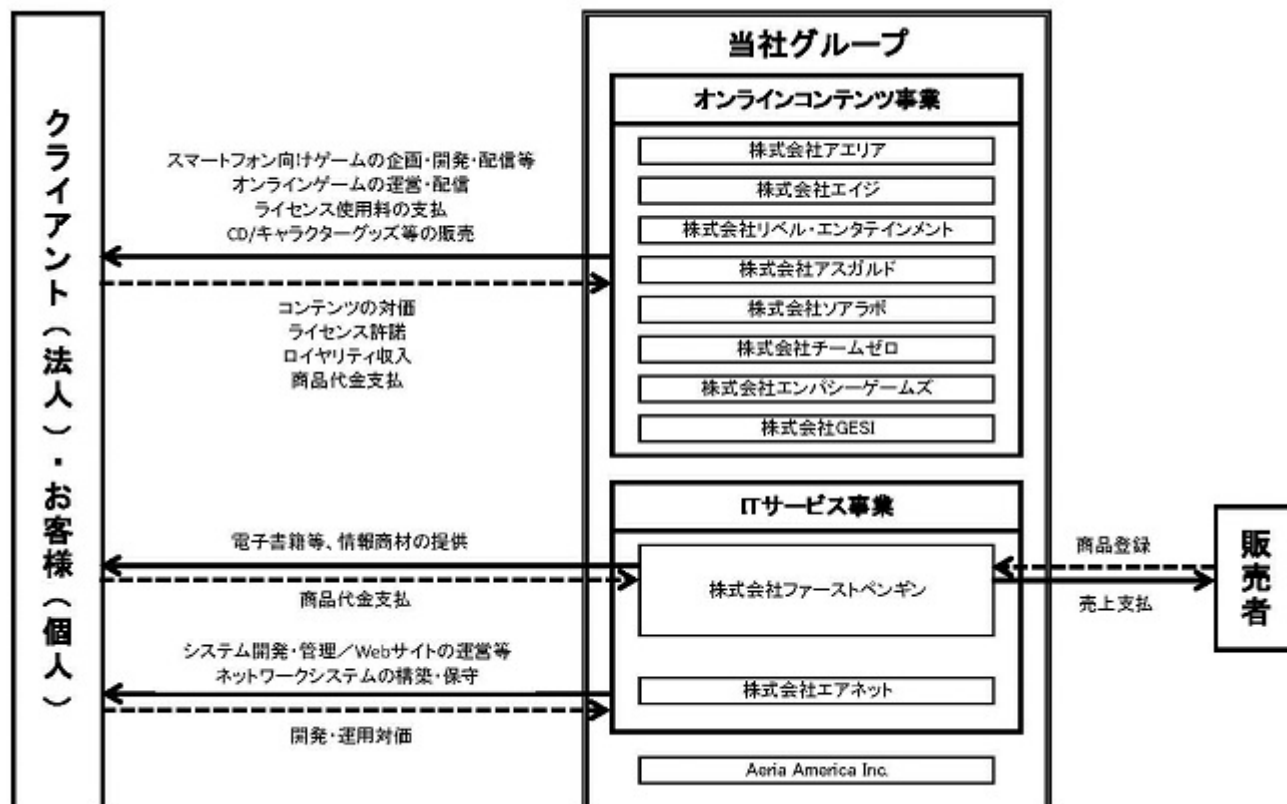 クライアント（法人）・お客様（個人）
スマートフォン向けゲームの企画・開発・配信等
オンラインゲームの運営・配信
ライセンス使用料の支払
CD/キャラクターグッズ等の販売
コンテンツの対価
ライセンス許諾
ロイヤリティ収入
商品代金支払
電子書籍等、情報商材の提供
商品代金支払
システム開発・管理／Webサイトの運営等
ネットワークシステムの構築・保守
開発・運用対価
当社グループ
オンラインコンテンツ事業
株式会社アエリア
株式会社エイジ
株式会社リベル・エンタテインメント
株式会社アスガルド
株式会社ソアラボ
株式会社チームゼロ
株式会社エンパシーゲームズ
株式会社GESI
ITサービス事業
株式会社ファーストペンギン
株式会社エアネット
Aeria America Inc.
商品登録
売上支払
販売者